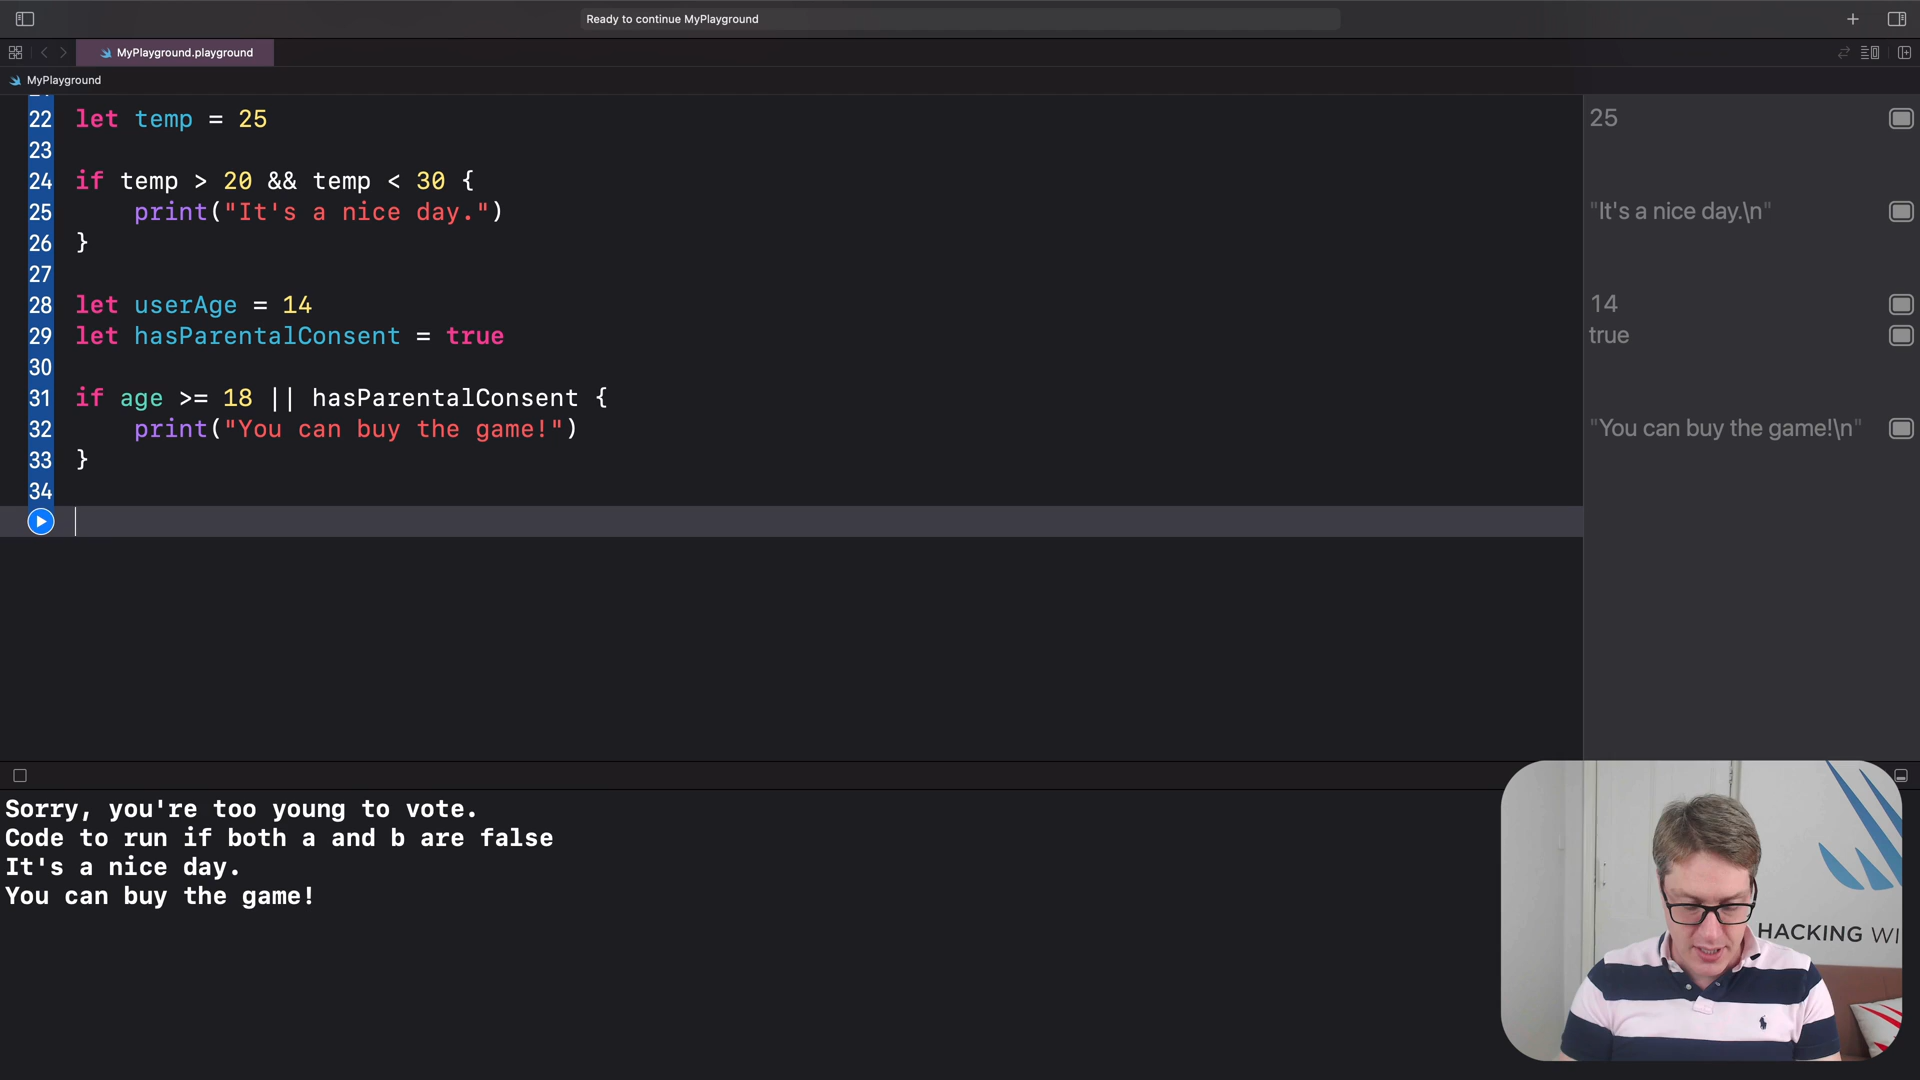 Ready to continue MyPlayground
MyPlayground.playground
MyPlayground
22 let temp = 25
25
23
24 if temp > 20 && temp < 30 {
25 print("It's a nice day.")
"It's a nice day.\n"
26 }
27
28 let userAge = 14
14
29 let hasParentalConsent = true
true
30
31 if age >= 18 || hasParentalConsent {
32 print("You can buy the game!")
"You can buy the game!\n"
33 }
34
Sorry, you're too young to vote.
Code to run if both a and b are false
It's a nice day.
You can buy the game!
HACKING WI